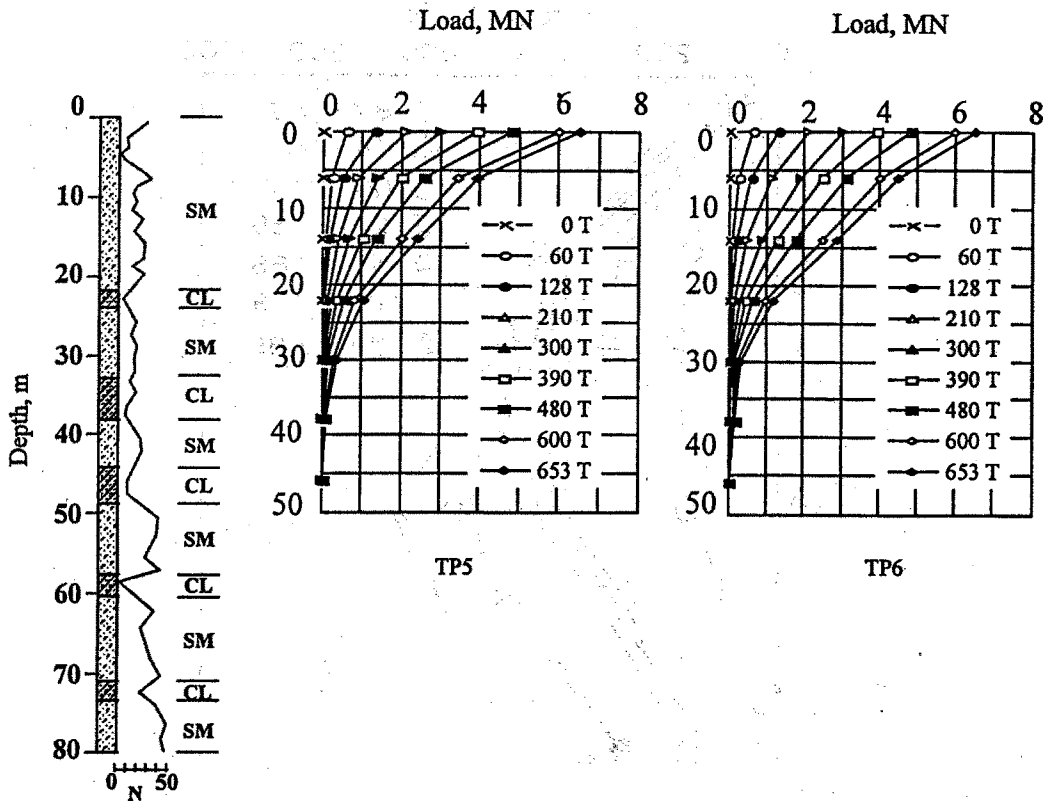 Load, MN
Load, MN
0 2 4 6 8
0 2 4 6 8
0
10
20
30
40
50
60
70
80
Depth, m
SM
CL
SM
CL
SM
CL
SM
CL
SM
CL
SM
0 50
N
0
10
20
30
40
50
0 T
60 T
128 T
210 T
300 T
390 T
480 T
600 T
653 T
TP5
0
10
20
30
40
50
0 T
60 T
128 T
210 T
300 T
390 T
480 T
600 T
653 T
TP6